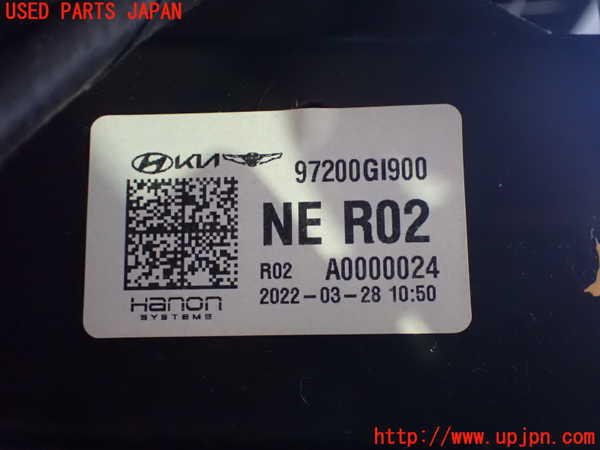 USED PARTS JAPAN
KIA 97200GI900
NE R02
R02 A0000024
Hanon
SYSTEMS
2022-03-28 10:50
http://www.upjpn.com/